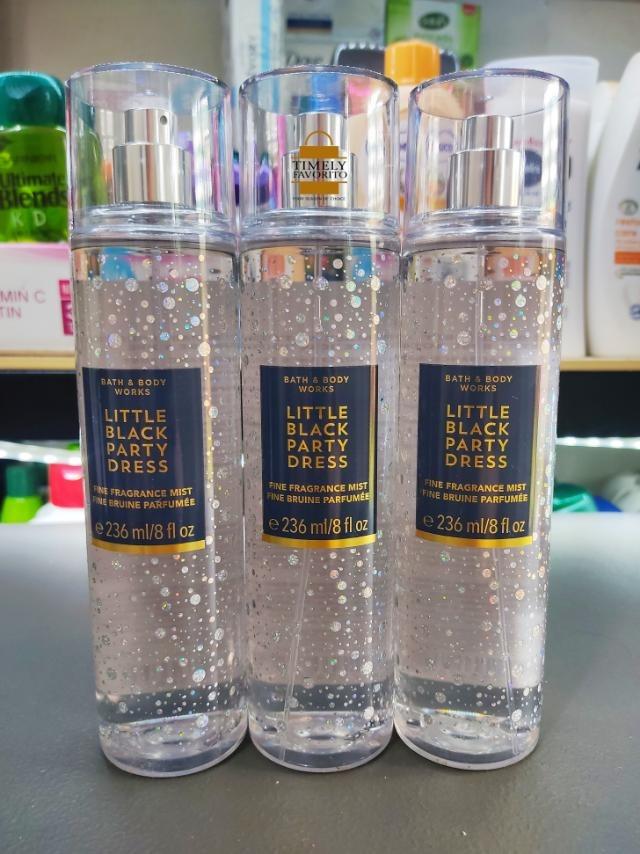 TIMELY
FAVORITO
Ultimate
Blends
KD
MIN C
TIN
BATH & BODY
WORKS
LITTLE
BLACK
PARTY
DRESS
FINE FRAGRANCE MIST
FINE BRUINE PARFUMÉE
e 236 ml/8 fl oz
BATH & BODY
WORKS
LITTLE
BLACK
PARTY
DRESS
FINE FRAGRANCE MIST
FINE BRUINE PARFUMÉE
e 236 ml/8 fl oz
BATH & BODY
WORKS
LITTLE
BLACK
PARTY
DRESS
FINE FRAGRANCE MIST
FINE BRUINE PARFUMÉE
e 236 ml/8 fl oz